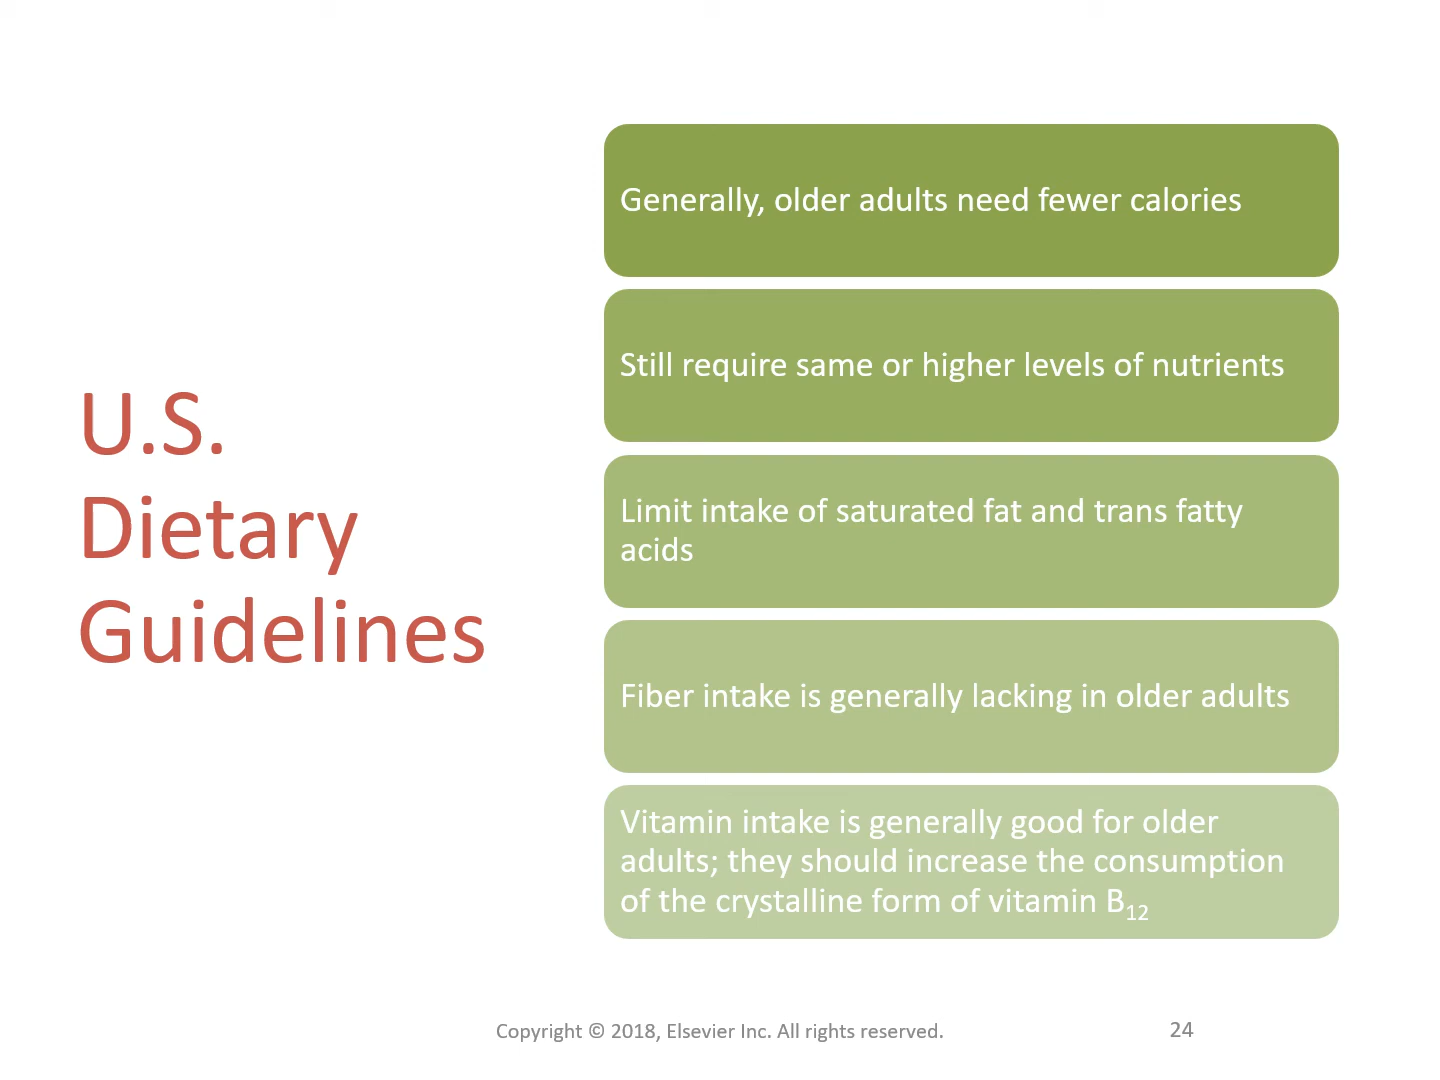 U.S.
Dietary
Guidelines
Generally, older adults need fewer calories
Still require same or higher levels of nutrients
Limit intake of saturated fat and trans fatty
acids
Fiber intake is generally lacking in older adults
Vitamin intake is generally good for older
adults; they should increase the consumption
of the crystalline form of vitamin B12
Copyright © 2018, Elsevier Inc. All rights reserved.
24